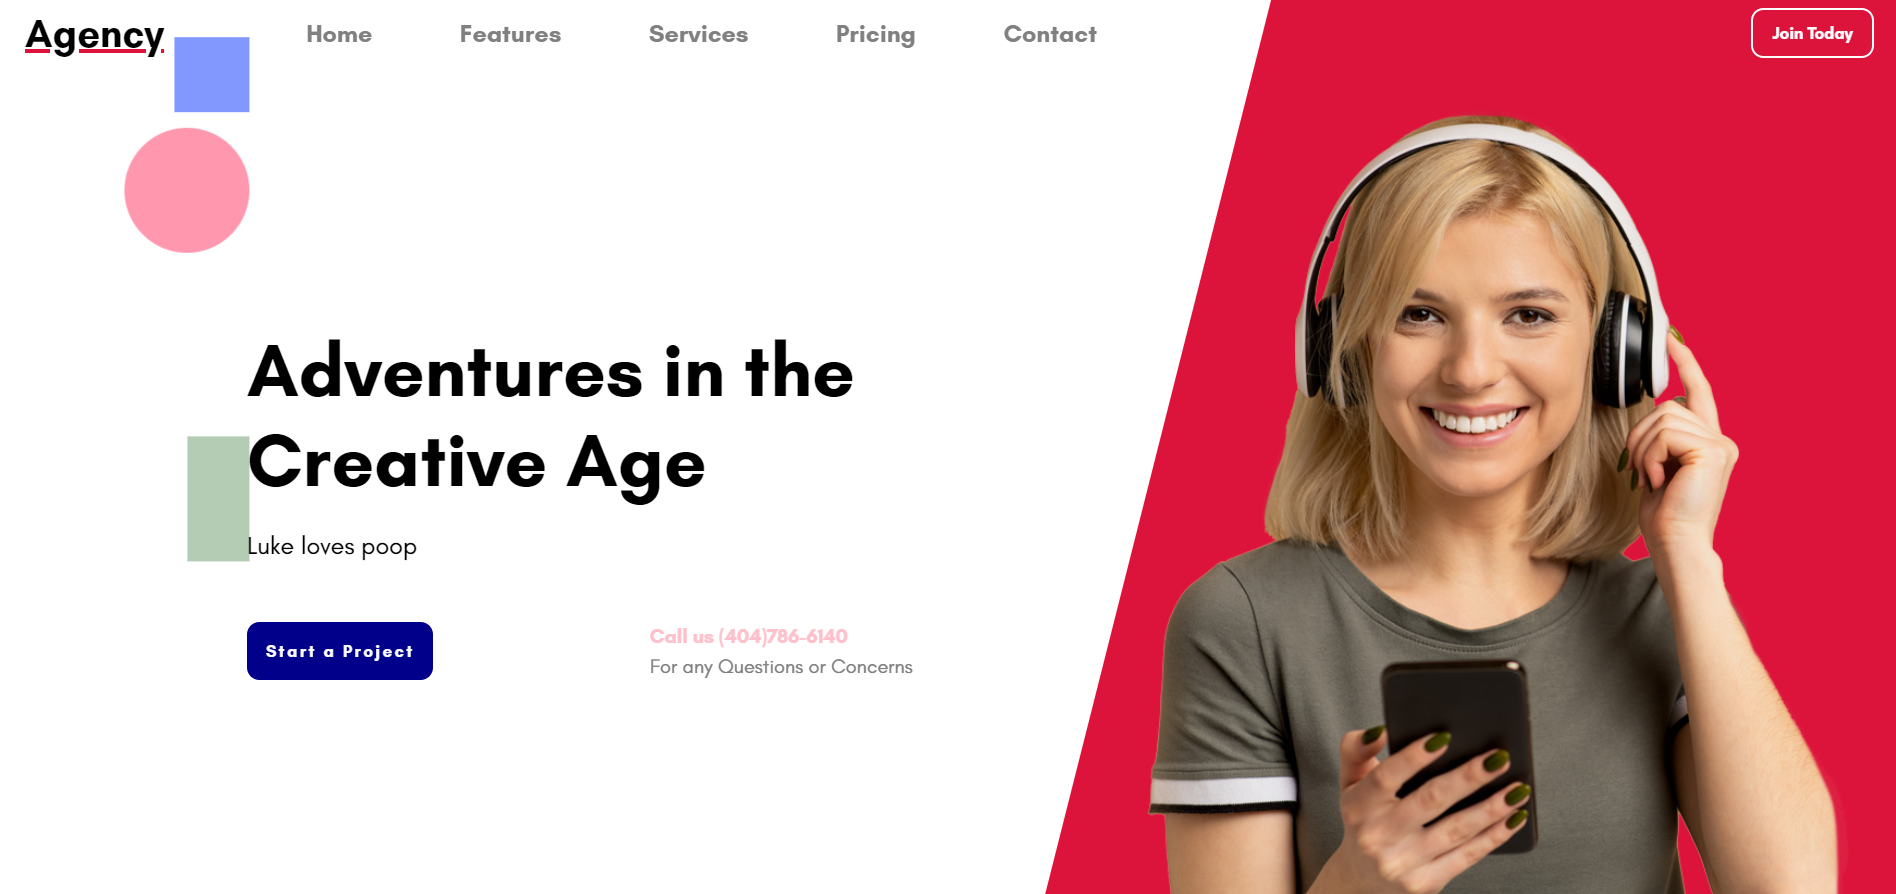 Agency
Home
Features
Services
Pricing
Contact
Join Today
Adventures in the
Creative Age
Luke loves poop
Start a Project
Call us (404)786-6140
For any Questions or Concerns